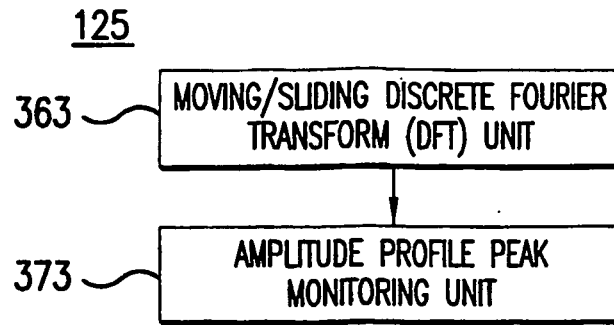 125
363
MOVING/SLIDING DISCRETE FOURIER
TRANSFORM (DFT) UNIT
373
AMPLITUDE PROFILE PEAK
MONITORING UNIT